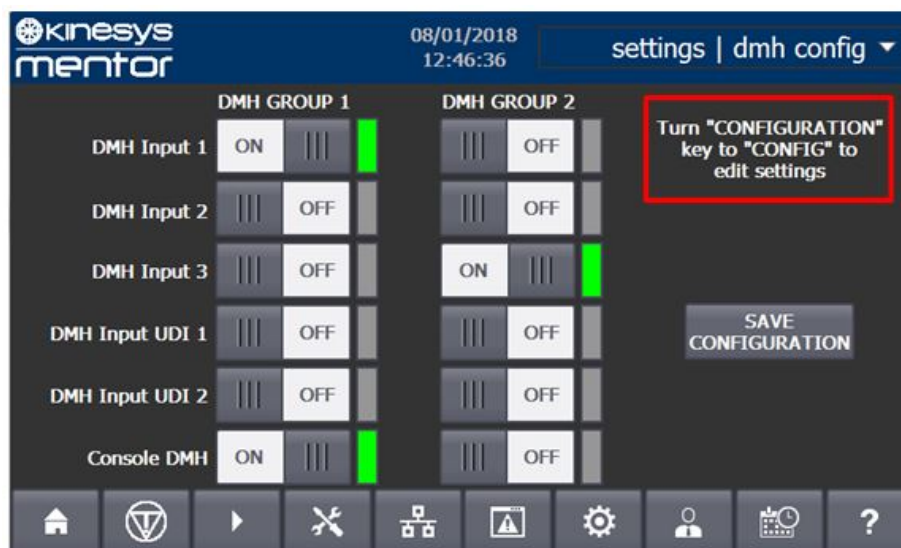 kinesys
mentor
08/01/2018
12:46:36
settings | dmh config
DMH GROUP 1 DMH GROUP 2
Turn "CONFIGURATION"
key to "CONFIG" to
edit settings
DMH Input 1 ON OFF
DMH Input 2 OFF OFF
DMH Input 3 OFF ON
DMH Input UDI 1 OFF OFF
SAVE
CONFIGURATION
DMH Input UDI 2 OFF OFF
Console DMH ON OFF
?